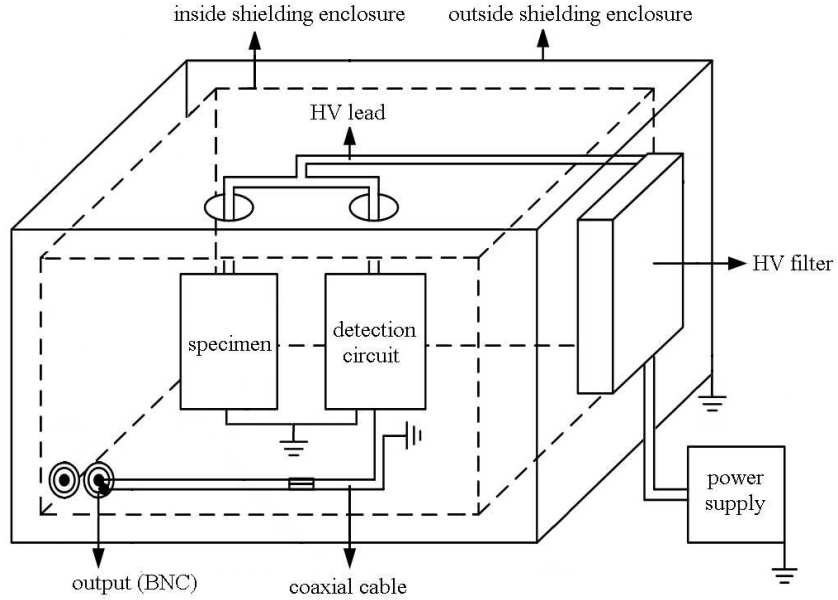 inside shielding enclosure
outside shielding enclosure
HV lead
HV filter
specimen
detection
circuit
power
supply
output (BNC)
coaxial cable